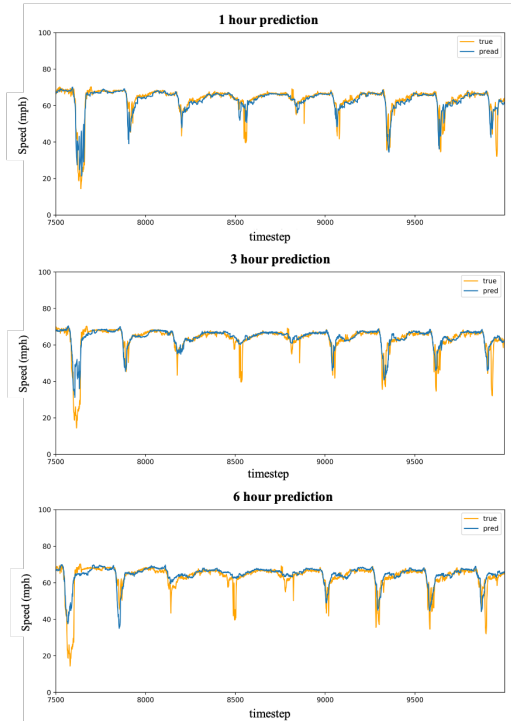 1 hour prediction
100
80
60
40
20
0
Speed (mph)
true
pread
7500 8000 8500 9000 9500
timestep
3 hour prediction
100
80
60
40
20
0
Speed (mph)
true
pred
7500 8000 8500 9000 9500
timestep
6 hour prediction
100
80
60
40
20
0
Speed (mph)
true
pred
7500 8000 8500 9000 9500
timestep